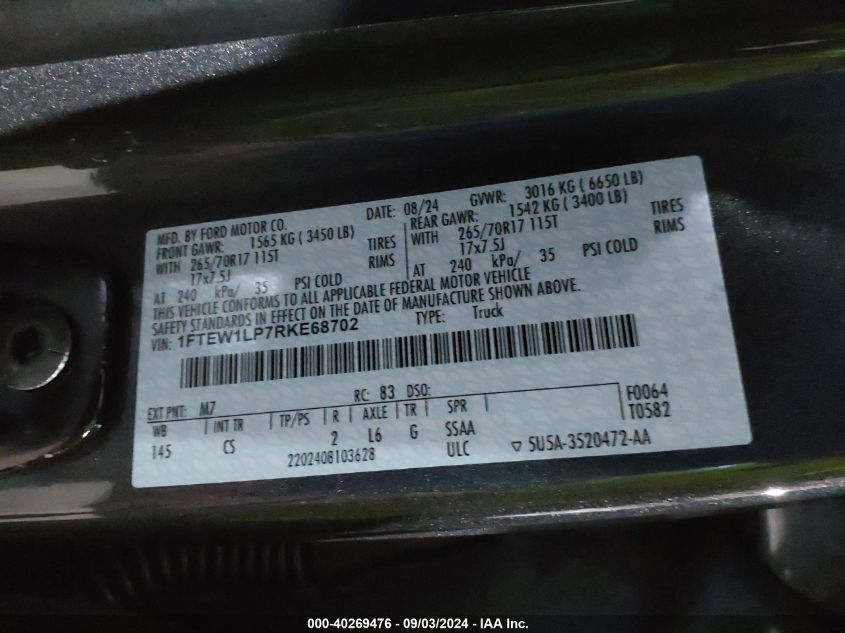 MFD. BY FORD MOTOR CO. DATE: 08/24 GVWR: 3016 KG ( 6650 LB)
FRONT GAWR: 1565 KG ( 3450 LB) REAR GAWR: 1542 KG ( 3400 LB)
WITH 265/70R17 115T TIRES WITH 265/70R17 115T TIRES
17x7.5J RIMS 17x7.5J RIMS
AT 240 kPa/ 35 PSI COLD AT 240 kPa/ 35 PSI COLD
THIS VEHICLE CONFORMS TO ALL APPLICABLE FEDERAL MOTOR VEHICLE
SAFETY STANDARDS IN EFFECT ON THE DATE OF MANUFACTURE SHOWN ABOVE.
VIN: 1FTEW1LP7RKE68702 TYPE: Truck
EXT PNT: M7 RC: 83 DSO: F0064
WB INT TR TP/PS R AXLE TR SPR T0582
145 CS 2 L6 G SSAA
2202408103628 ULC ▽ 5U5A-3520472-AA
000-40269476 - 09/03/2024 - IAA Inc.